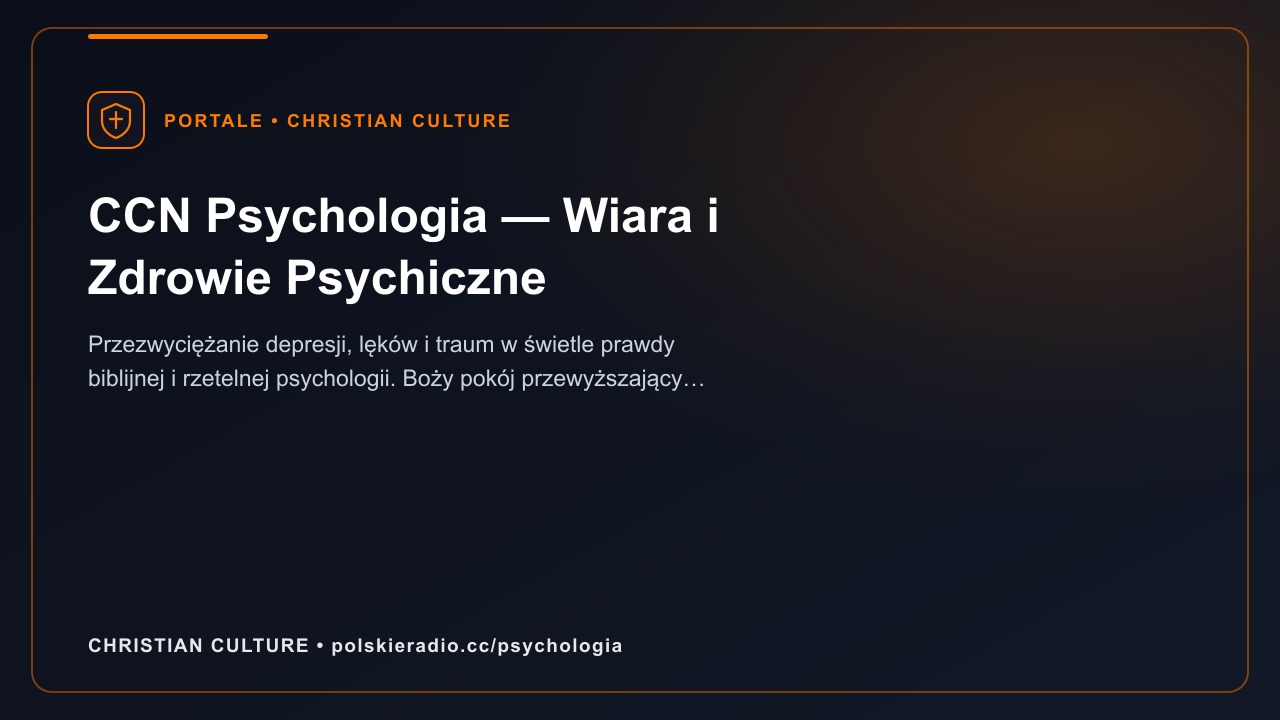 PORTALE • CHRISTIAN CULTURE
CCN Psychologia — Wiara i
Zdrowie Psychiczne
Przezwyciężanie depresji, lęków i traum w świetle prawdy
biblijnej i rzetelnej psychologii. Boży pokój przewyższający…
CHRISTIAN CULTURE • polskieradio.cc/psychologia